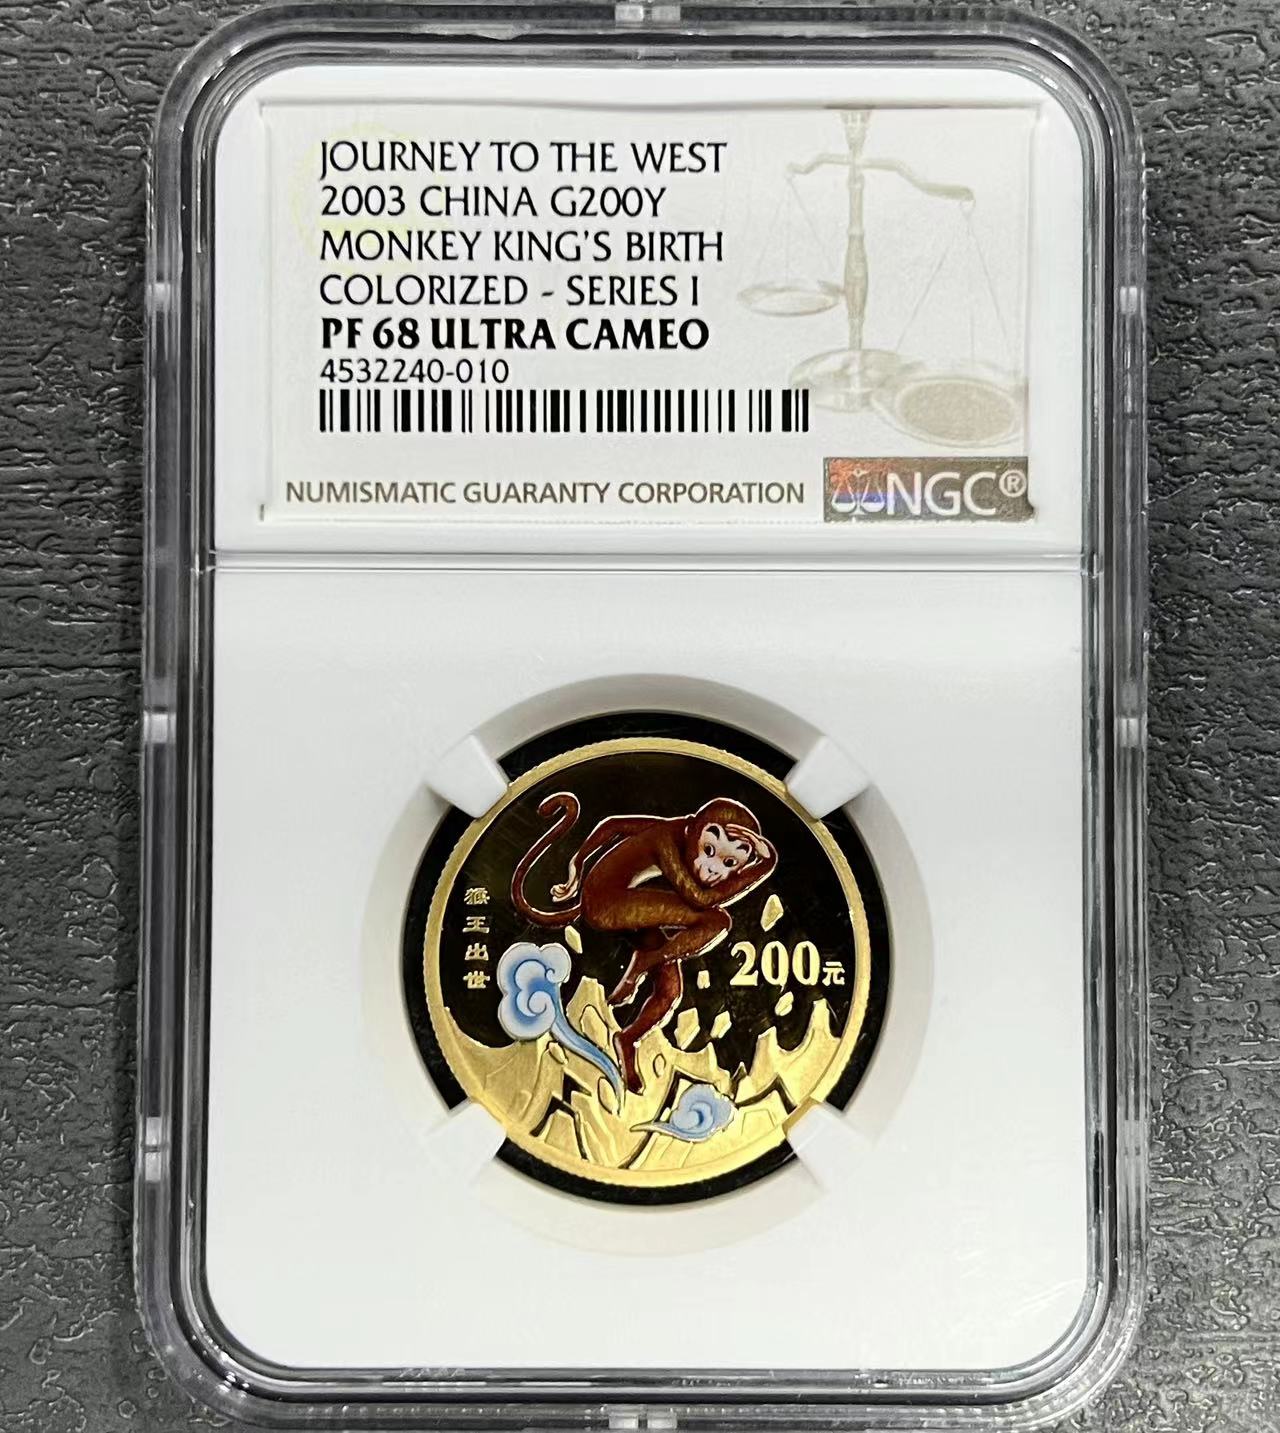 JOURNEY TO THE WEST
2003 CHINA G200Y
MONKEY KING'S BIRTH
COLORIZED - SERIES I
PF 68 ULTRA CAMEO
4532240-010
NUMISMATIC GUARANTY CORPORATION
NGC®
猴王出世
200元